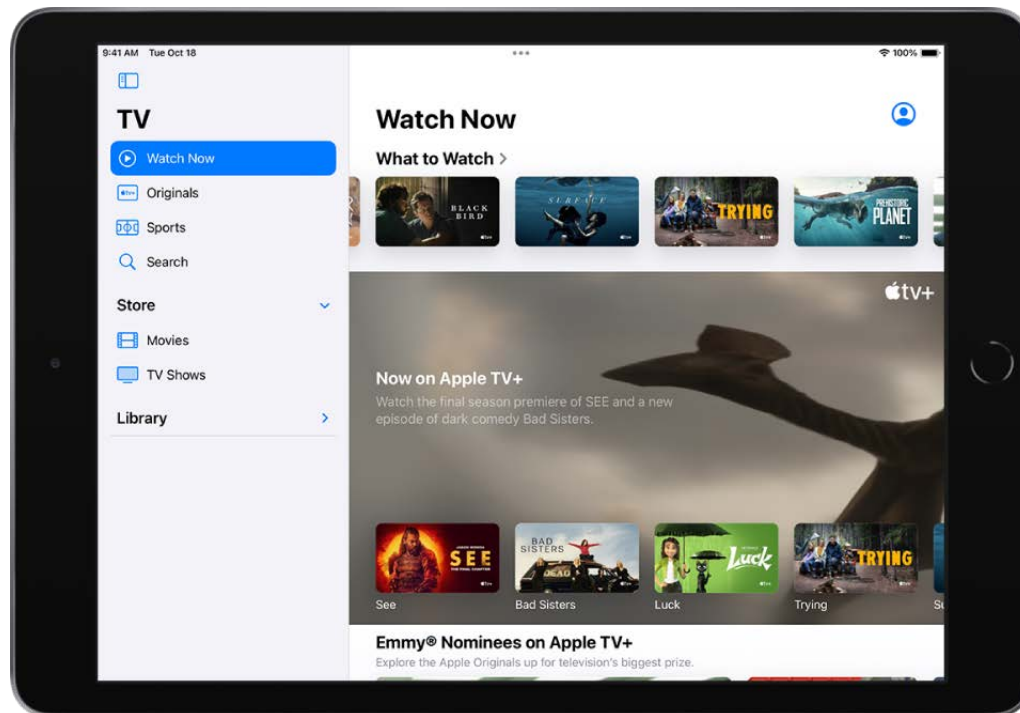 9:41 AM Tue Oct 18
100%
TV
Watch Now
Originals
Sports
Search
Store
Movies
TV Shows
Library
Watch Now
What to Watch
BLACK
BIRD
SURFACE
TRYING
PREHISTORIC
PLANET
tv+
Now on Apple TV+
Watch the final season premiere of SEE and a new
episode of dark comedy Bad Sisters.
SEE
BAD
SISTERS
Luck
TRYING
See
Bad Sisters
Luck
Trying
Su
Emmy® Nominees on Apple TV+
Explore the Apple Originals up for television's biggest prize.